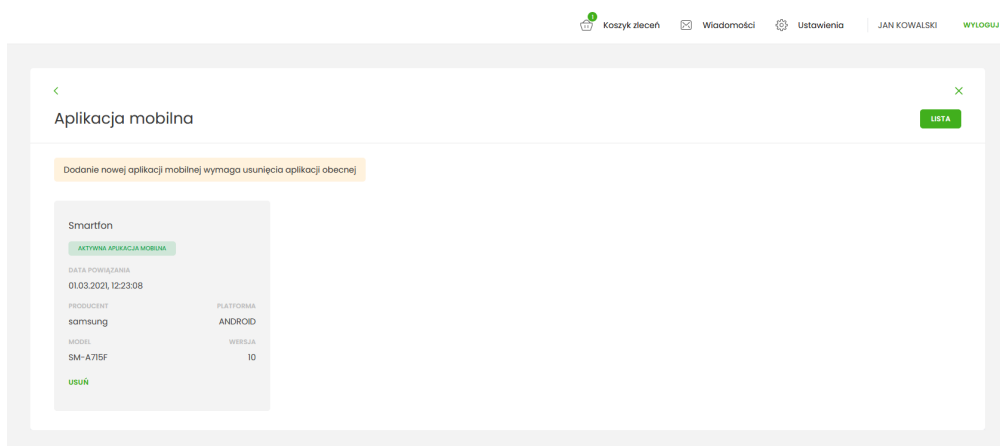 1
Koszyk zleceń Wiadomości Ustawienia JAN KOWALSKI WYLOGUJ
Aplikacja mobilna
LISTA
Dodanie nowej aplikacji mobilnej wymaga usunięcia aplikacji obecnej
Smartfon
AKTYWNA APLIKACJA MOBILNA
DATA POWIĄZANIA
01.03.2021, 12:23:08
PRODUCENT PLATFORMA
samsung ANDROID
MODEL WERSJA
SM-A715F 10
USUŃ